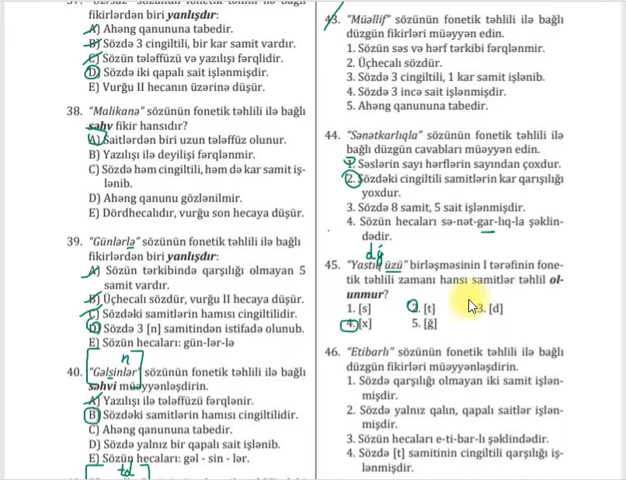 fikirlərdən biri yanlışdır:
A) Ahəng qanununa tabedir.
B) Sözdə 3 cingiltili, bir kar samit vardır.
C) Sözün tələffüzü və yazılışı fərqlidir.
D) Sözdə iki qapalı sait işlənmişdir.
E) Vurğu II hecanın üzərinə düşür.
38. "Malikanə" sözünün fonetik təhlili ilə bağlı
səhv fikir hansıdır?
A) Saitlərdən biri uzun tələffüz olunur.
B) Yazılışı ilə deyilişi fərqlənmir.
C) Sözdə həm cingiltili, həm də kar samit iş-
lənib.
D) Ahəng qanunu gözlənilmir.
E) Dördhecalıdır, vurğu son hecaya düşür.
39. "Günlərlə" sözünün fonetik təhlili ilə bağlı
fikirlərdən biri yanlışdır:
A) Sözün tərkibində qarşılığı olmayan 5
samit vardır.
B) Üçhecalı sözdür, vurğu II hecaya düşür.
C) Sözdəki samitlərin hamısı cingiltilidir.
D) Sözdə 3 [n] samitindən istifadə olunub.
E) Sözün hecaları: gün-lər-lə
n
40. "Gəlsinlər" sözünün fonetik təhlili ilə bağlı
səhvi müəyyənləşdirin.
A) Yazılışı ilə tələffüzü fərqlənir.
B) Sözdəki samitlərin hamısı cingiltilidir.
C) Ahəng qanununa tabedir.
D) Sözdə yalnız bir qapalı sait işlənib.
E) Sözün hecaları: gəl - sin - lər.
td
43. "Müəllif" sözünün fonetik təhlili ilə bağlı
düzgün fikirləri müəyyən edin.
1. Sözün səs və hərf tərkibi fərqlənmir.
2. Üçhecalı sözdür.
3. Sözdə 3 cingiltili, 1 kar samit işlənib.
4. Sözdə 3 incə sait işlənmişdir.
5. Ahəng qanununa tabedir.
44. "Sənətkarlıqla" sözünün fonetik təhlili ilə
bağlı düzgün cavabları müəyyən edin.
1. Səslərin sayı hərflərin sayından çoxdur.
2. Sözdəki cingiltili samitlərin kar qarşılığı
yoxdur.
3. Sözdə 8 samit, 5 sait işlənmişdir.
4. Sözün hecaları sə-nət-gar-lıq-la şəklin-
dədir.
dğ
45. "Yastıq üzü" birləşməsinin I tərəfinin fone-
tik təhlili zamanı hansı samitlər təhlil ol-
unmur?
1. [s] 2. [t] 3. [d]
4. [x] 5. [ğ]
46. "Etibarlı" sözünün fonetik təhlili ilə bağlı
düzgün fikirləri müəyyənləşdirin.
1. Sözdə qarşılığı olmayan iki samit işlən-
mişdir.
2. Sözdə yalnız qalın, qapalı saitlər işlən-
mişdir.
3. Sözün hecaları e-ti-bar-lı şəklindədir.
4. Sözdə [t] samitinin cingiltili qarşılığı iş-
lənmişdir.